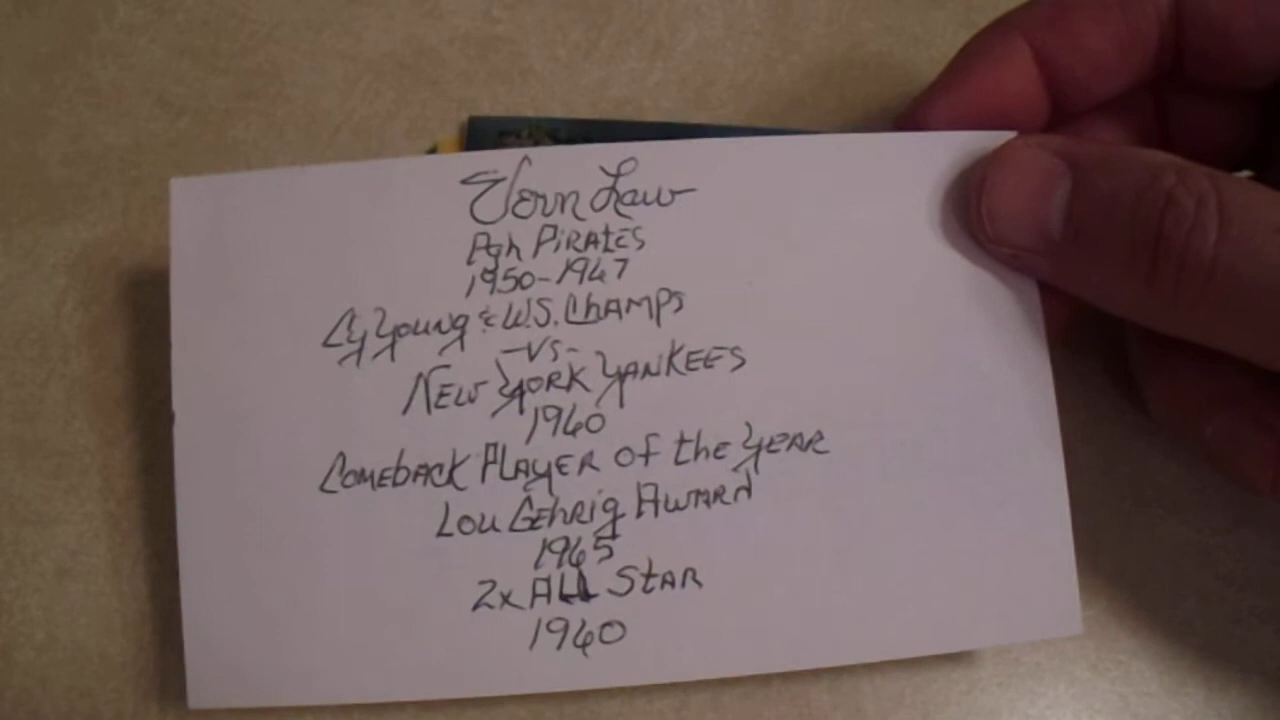 Vern Law
Pgh PiRATES
1950-1967
Cy Young & W.S. ChAMPS
-VS-
NEW YORK YANKEES
1960
COMEBACK PLAYER of the YEAR
LOU GEhRig AWARD
1965
2x ALL STAR
1960